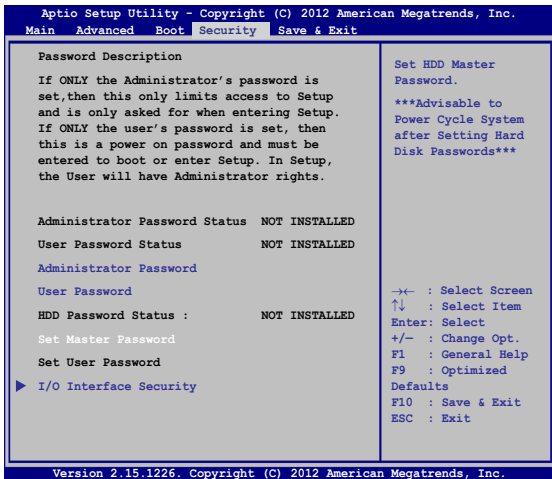 Aptio Setup Utility - Copyright (C) 2012 American Megatrends, Inc.
Main Advanced Boot Security Save & Exit
Password Description
If ONLY the Administrator's password is
set,then this only limits access to Setup
and is only asked for when entering Setup.
If ONLY the user's password is set, then
this is a power on password and must be
entered to boot or enter Setup. In Setup,
the User will have Administrator rights.
Administrator Password Status NOT INSTALLED
User Password Status NOT INSTALLED
Administrator Password
User Password
HDD Password Status : NOT INSTALLED
Set Master Password
Set User Password
I/O Interface Security
Set HDD Master
Password.
***Advisable to
Power Cycle System
after Setting Hard
Disk Passwords***
→← : Select Screen
↑↓ : Select Item
Enter: Select
+/— : Change Opt.
F1 : General Help
F9 : Optimized
Defaults
F10 : Save & Exit
ESC : Exit
Version 2.15.1226. Copyright (C) 2012 American Megatrends, Inc.